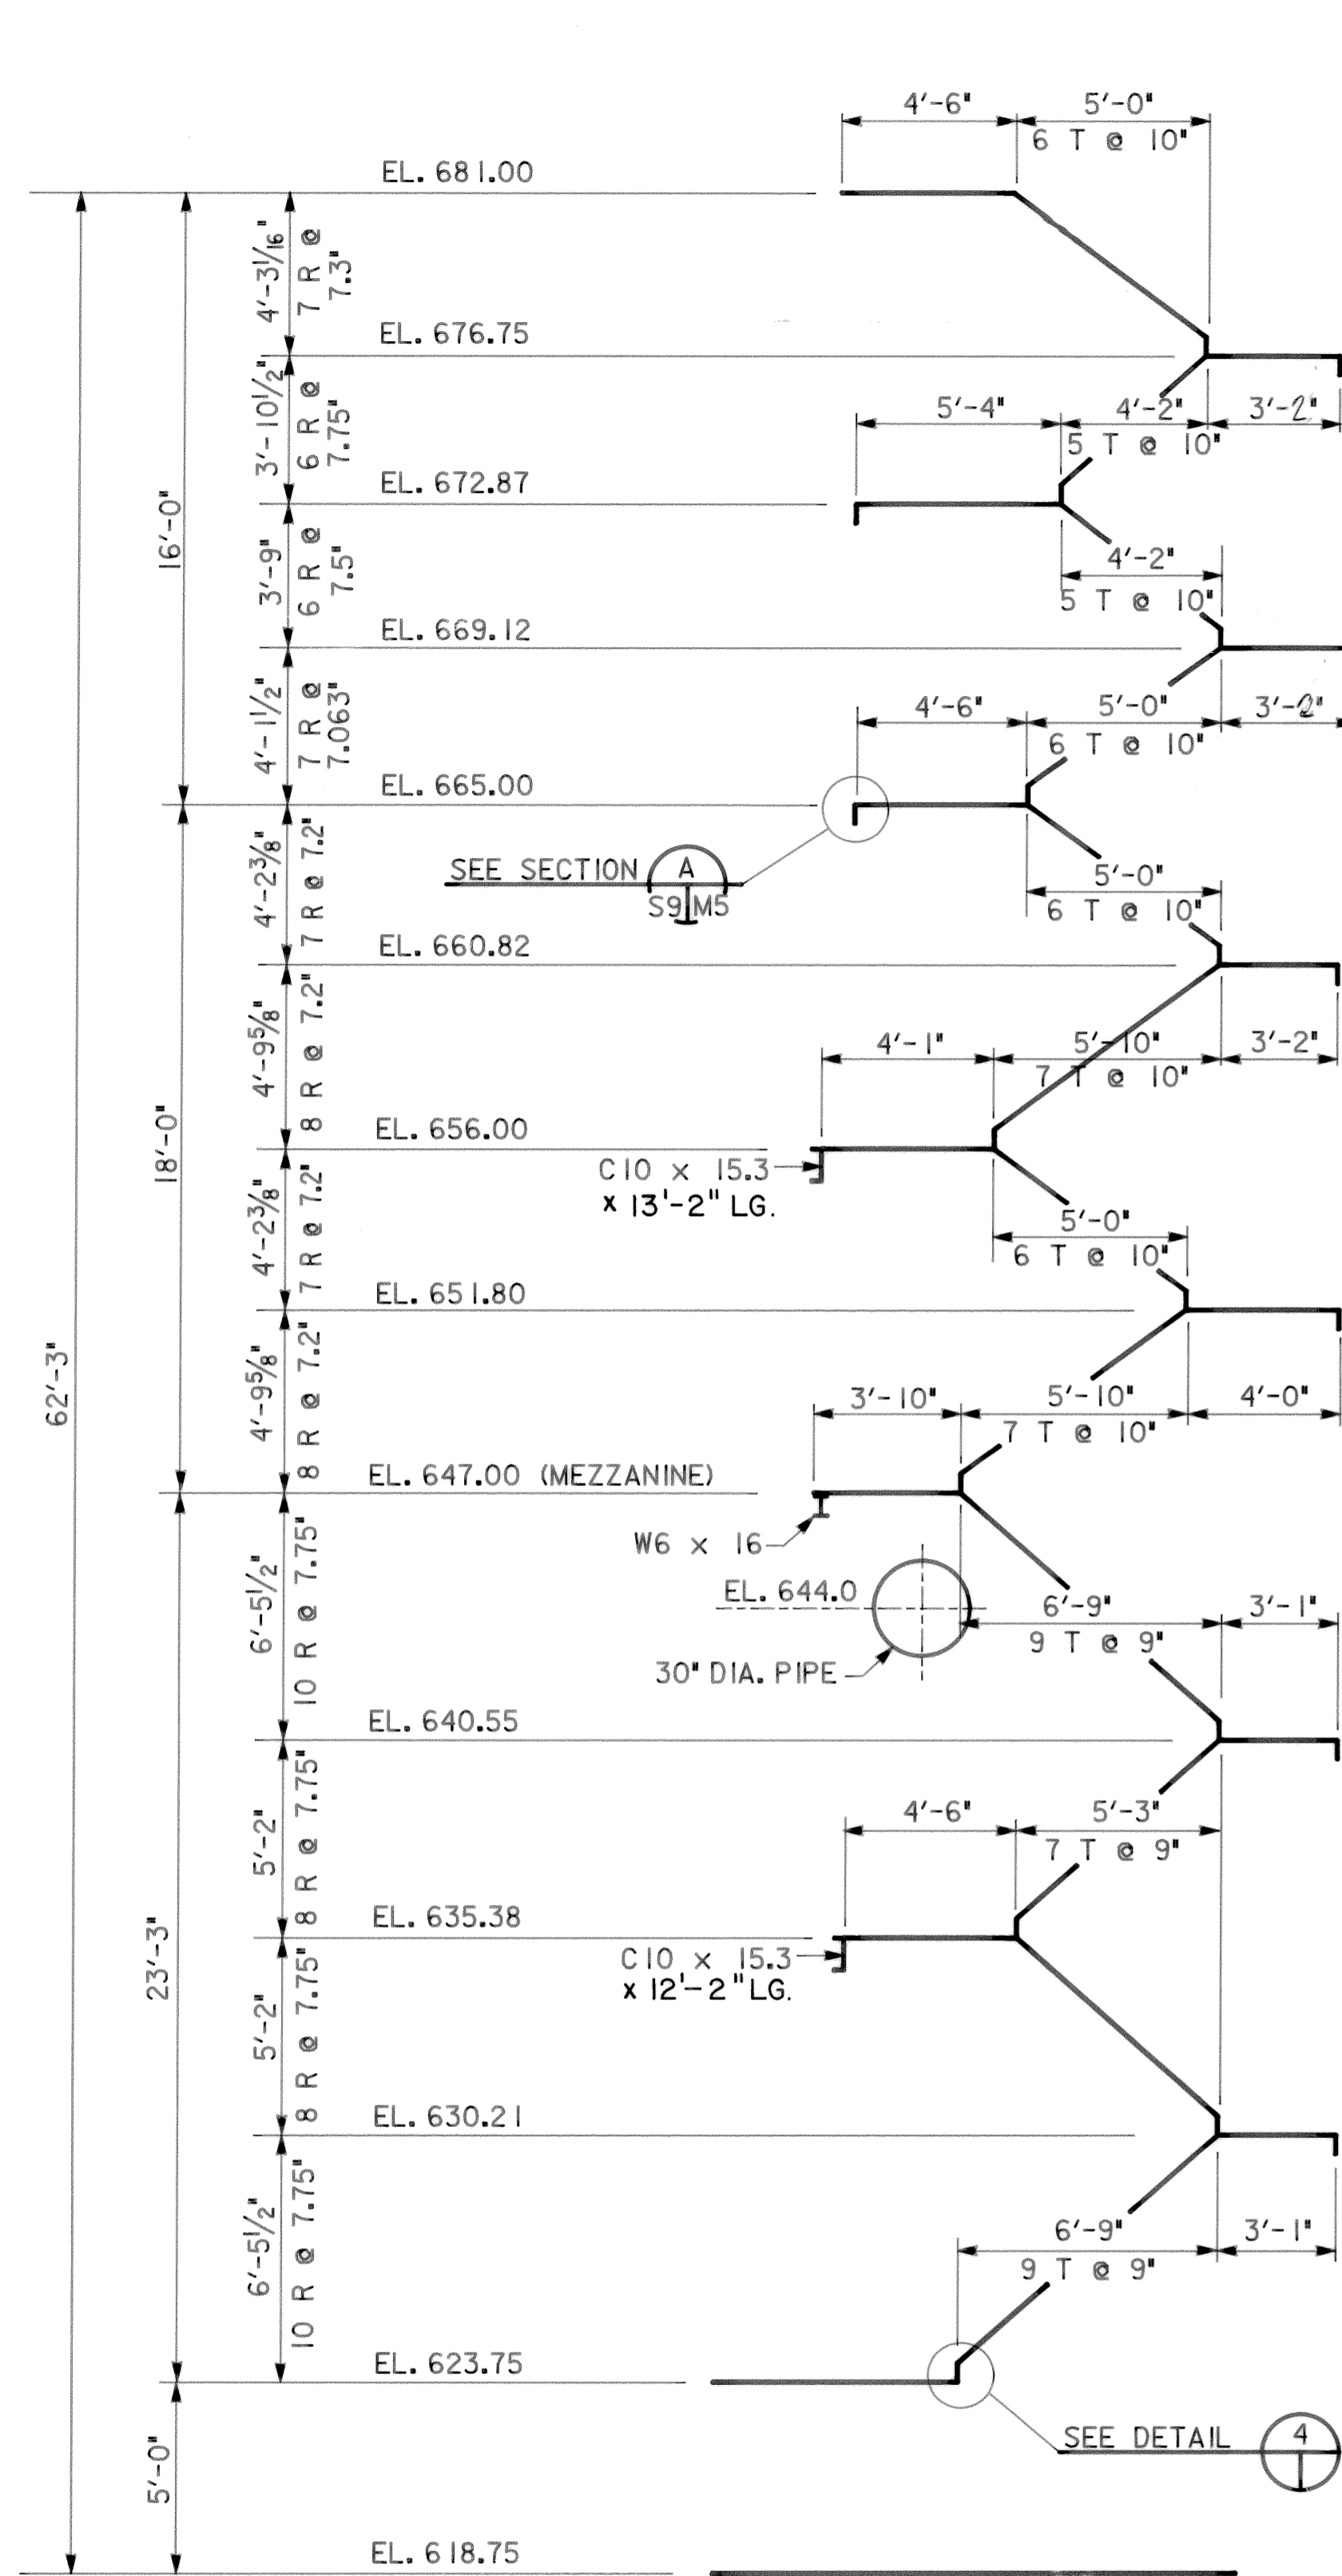 4'-6"
5'-0"
6 T @ 10"
EL. 681.00
4'-3 1/16"
7 R @
7.3"
EL. 676.75
3'-10 1/2"
6 R @
7.75"
5'-4"
4'-2"
3'-2"
5 T @ 10"
EL. 672.87
16'-0"
3'-9"
6 R @
7.5"
4'-2"
5 T @ 10"
EL. 669.12
4'-1 1/2"
7 R @
7.063"
4'-6"
5'-0"
3'-2"
6 T @ 10"
EL. 665.00
SEE SECTION
A
S9 M5
4'-2 3/8"
7 R @ 7.2"
5'-0"
6 T @ 10"
EL. 660.82
4'-9 5/8"
8 R @ 7.2"
4'-1"
5'-10"
3'-2"
7 T @ 10"
EL. 656.00
C10 x 15.3
x 13'-2" LG.
18'-0"
4'-2 3/8"
7 R @ 7.2"
5'-0"
6 T @ 10"
EL. 651.80
62'-3"
4'-9 5/8"
8 R @ 7.2"
3'-10"
5'-10"
4'-0"
7 T @ 10"
EL. 647.00 (MEZZANINE)
W6 x 16
6'-5 1/2"
10 R @ 7.75"
EL. 644.0
6'-9"
3'-1"
9 T @ 9"
30" DIA. PIPE
EL. 640.55
5'-2"
8 R @ 7.75"
4'-6"
5'-3"
7 T @ 9"
EL. 635.38
C10 x 15.3
x 12'-2" LG.
23'-3"
5'-2"
8 R @ 7.75"
EL. 630.21
6'-5 1/2"
10 R @ 7.75"
6'-9"
3'-1"
9 T @ 9"
EL. 623.75
SEE DETAIL
4
5'-0"
EL. 618.75